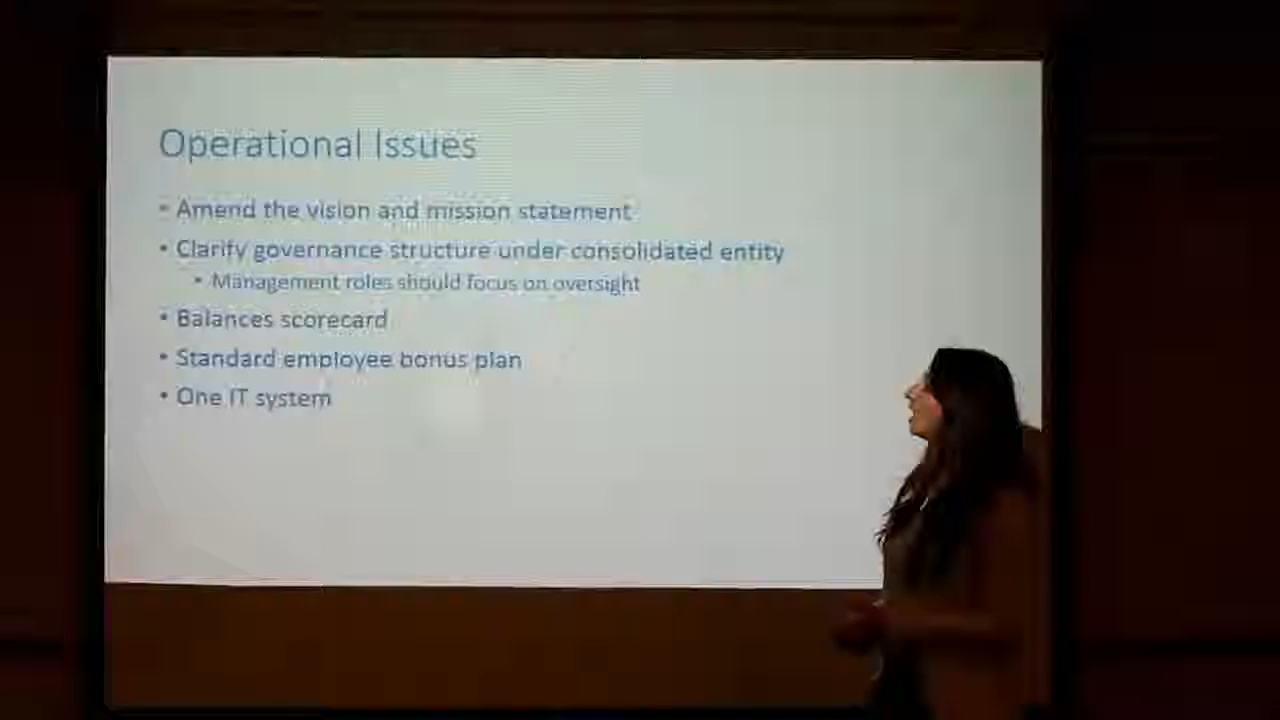 Operational Issues
• Amend the vision and mission statement
• Clarify governance structure under consolidated entity
• Management roles should focus on oversight
• Balances scorecard
• Standard employee bonus plan
• One IT system